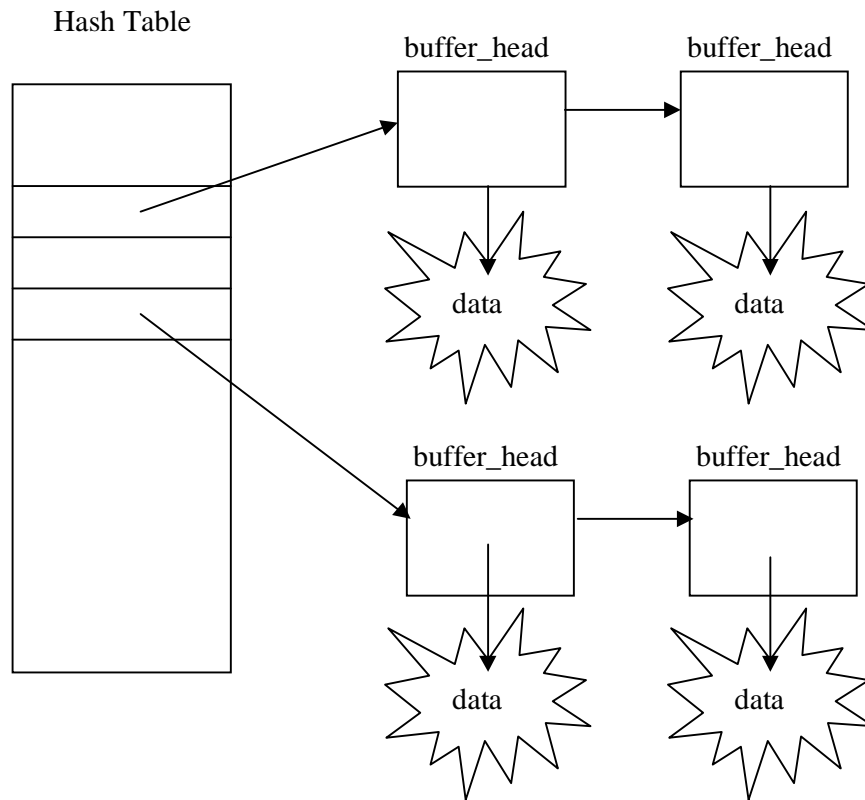 Hash Table
buffer_head
buffer_head
data
data
buffer_head
buffer_head
data
data